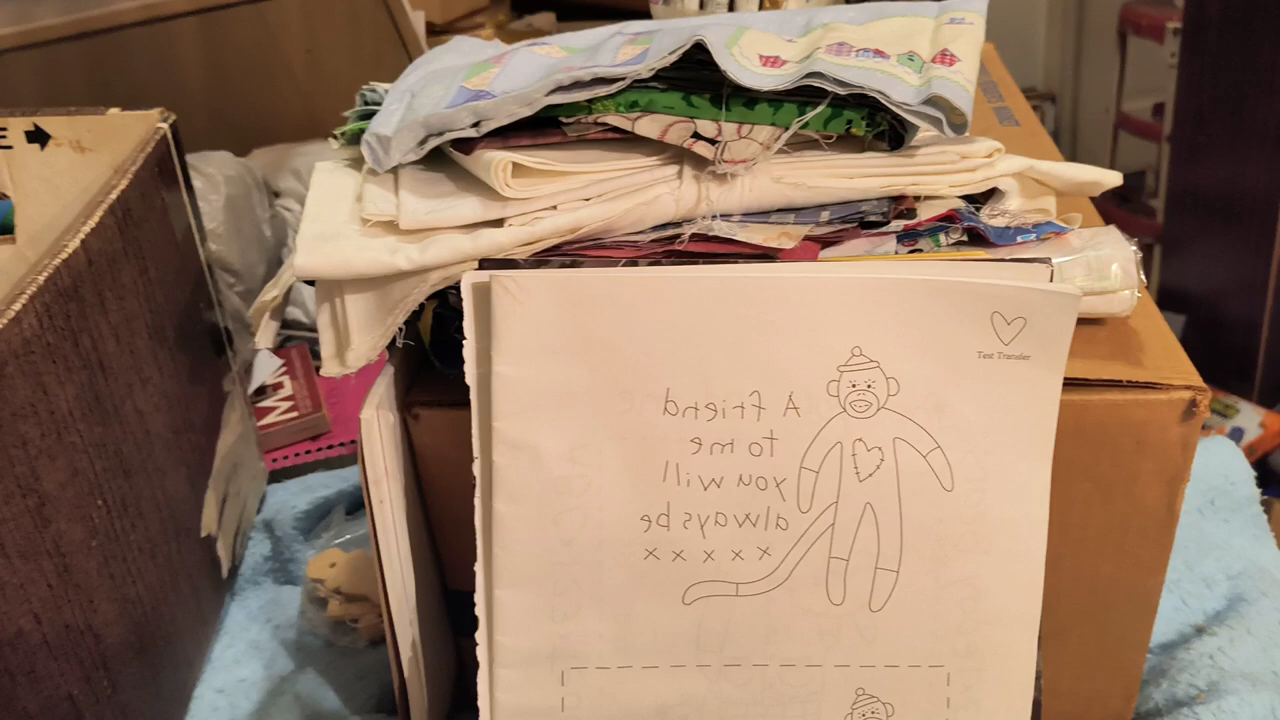 E
Test Transfer
A friend
to me
you will
always be
x x x x x